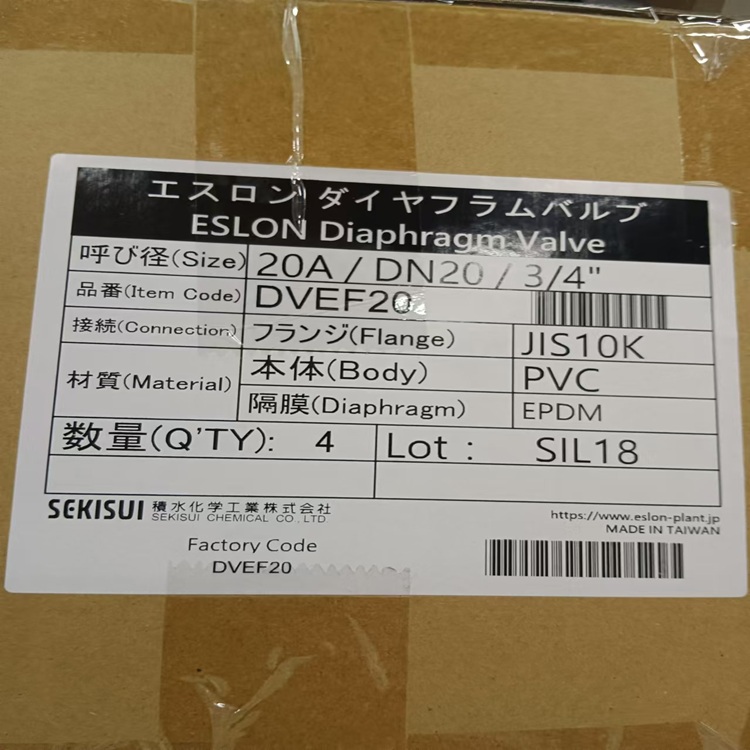 エスロン ダイヤフラムバルブ
ESLON Diaphragm Valve
呼び径(Size) 20A / DN20 / 3/4"
品番(Item Code) DVEF20
接続(Connection) フランジ(Flange) JIS10K
材質(Material) 本体(Body) PVC
隔膜(Diaphragm) EPDM
数量(Q'TY): 4 Lot : SIL18
SEKISUI 積水化学工業株式会社
SEKISUI CHEMICAL CO.,LTD
https://www.eslon-plant.jp
MADE IN TAIWAN
Factory Code
DVEF20